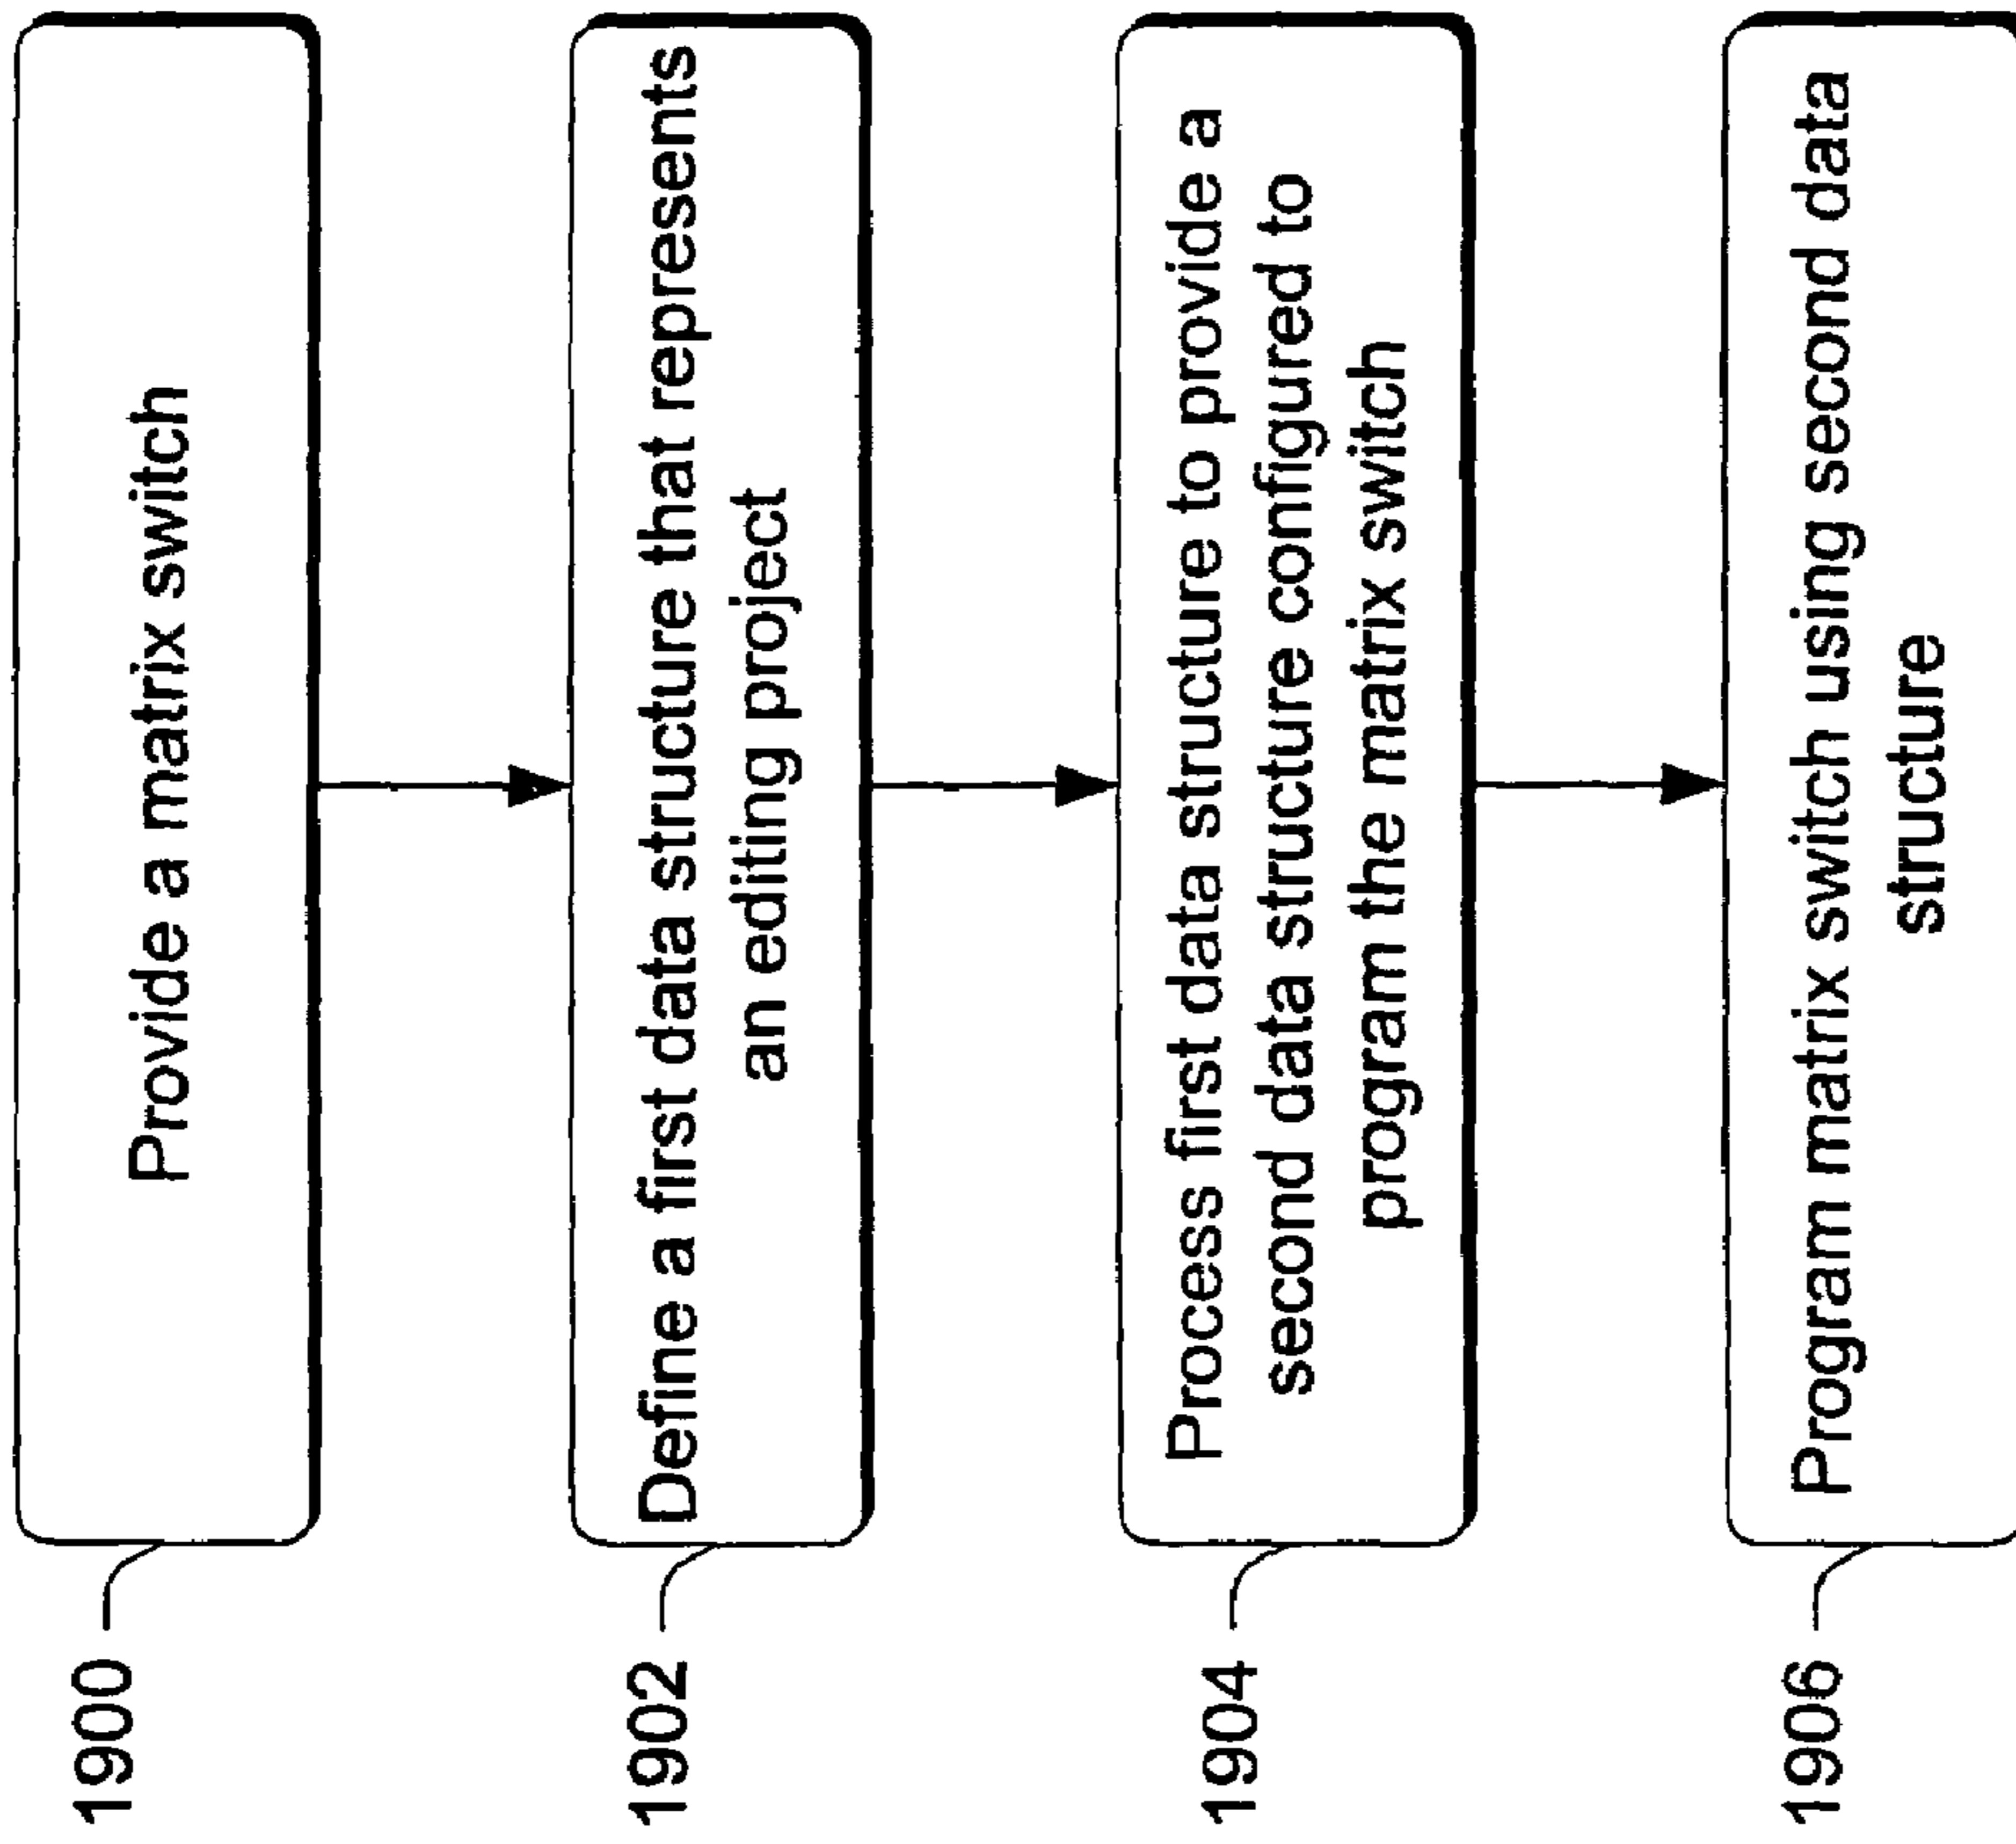 1900
Provide a matrix switch
1902
Define a first data structure that represents
an editing project
1904
Process first data structure to provide a
second data structure configured to
program the matrix switch
1906
Program matrix switch using second data
structure